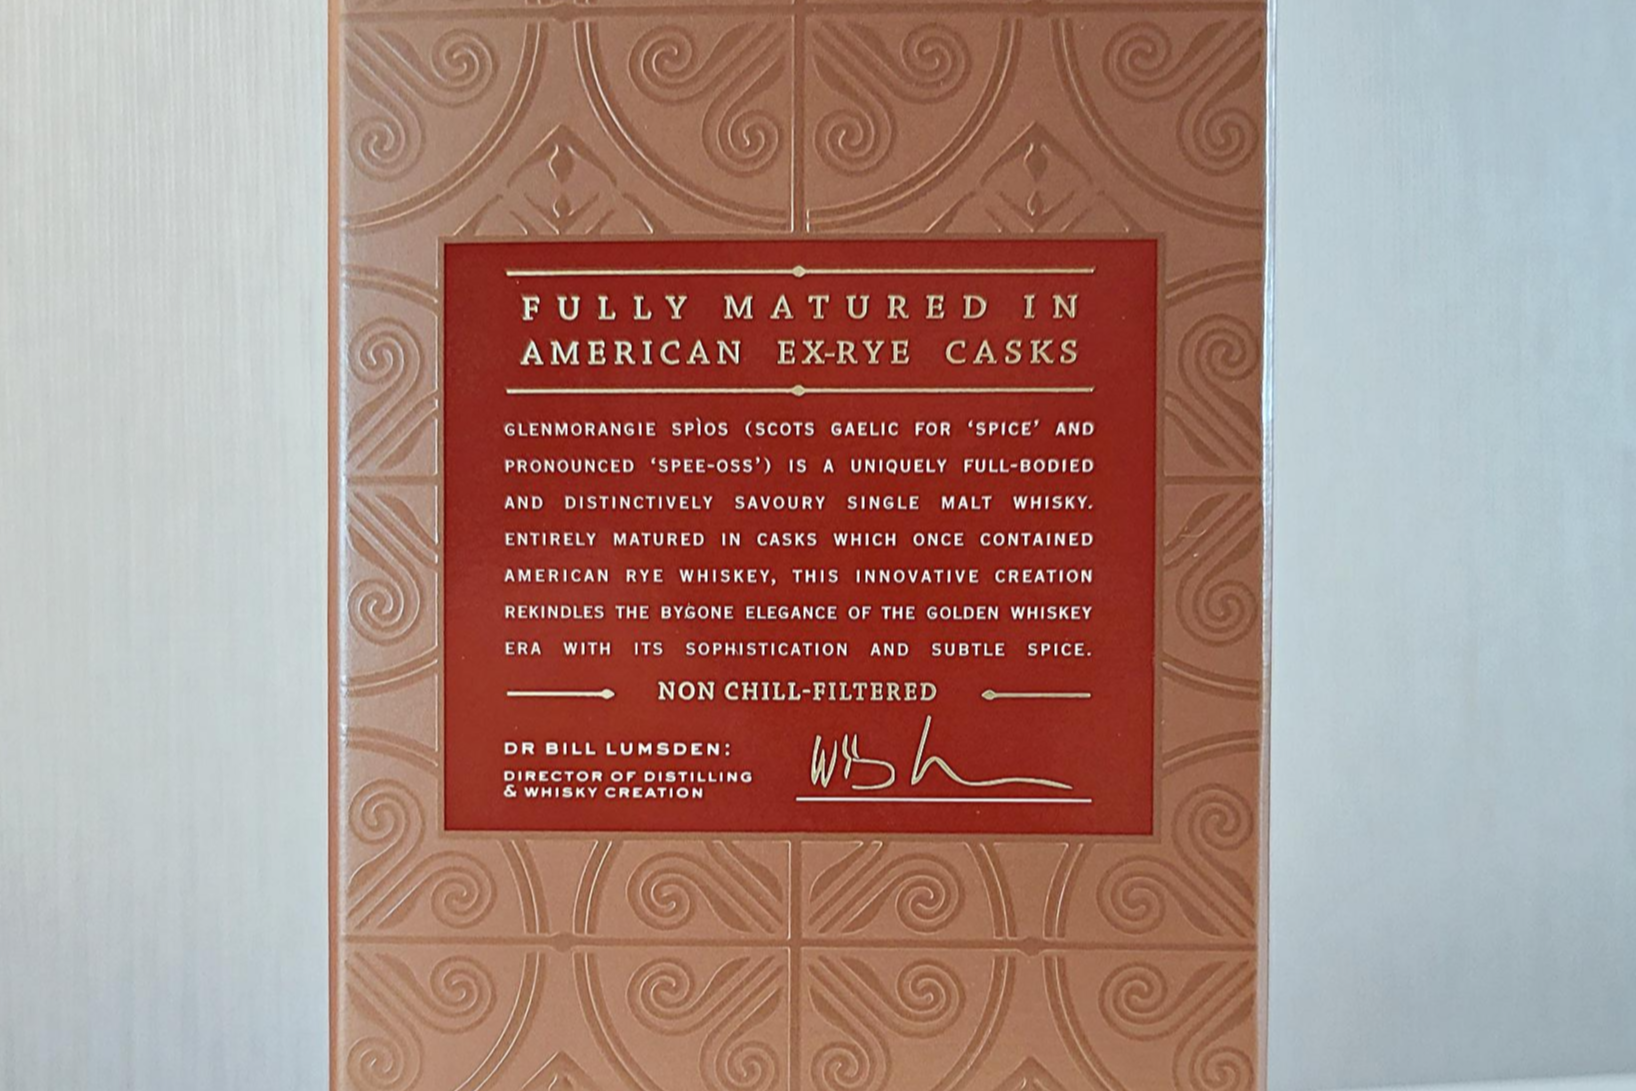 FULLY MATURED IN
AMERICAN EX-RYE CASKS
GLENMORANGIE SPÌOS (SCOTS GAELIC FOR ‘SPICE’ AND
PRONOUNCED ‘SPEE-OSS’) IS A UNIQUELY FULL-BODIED
AND DISTINCTIVELY SAVOURY SINGLE MALT WHISKY.
ENTIRELY MATURED IN CASKS WHICH ONCE CONTAINED
AMERICAN RYE WHISKEY, THIS INNOVATIVE CREATION
REKINDLES THE BYGONE ELEGANCE OF THE GOLDEN WHISKEY
ERA WITH ITS SOPHISTICATION AND SUBTLE SPICE.
NON CHILL-FILTERED
DR BILL LUMSDEN:
DIRECTOR OF DISTILLING
& WHISKY CREATION